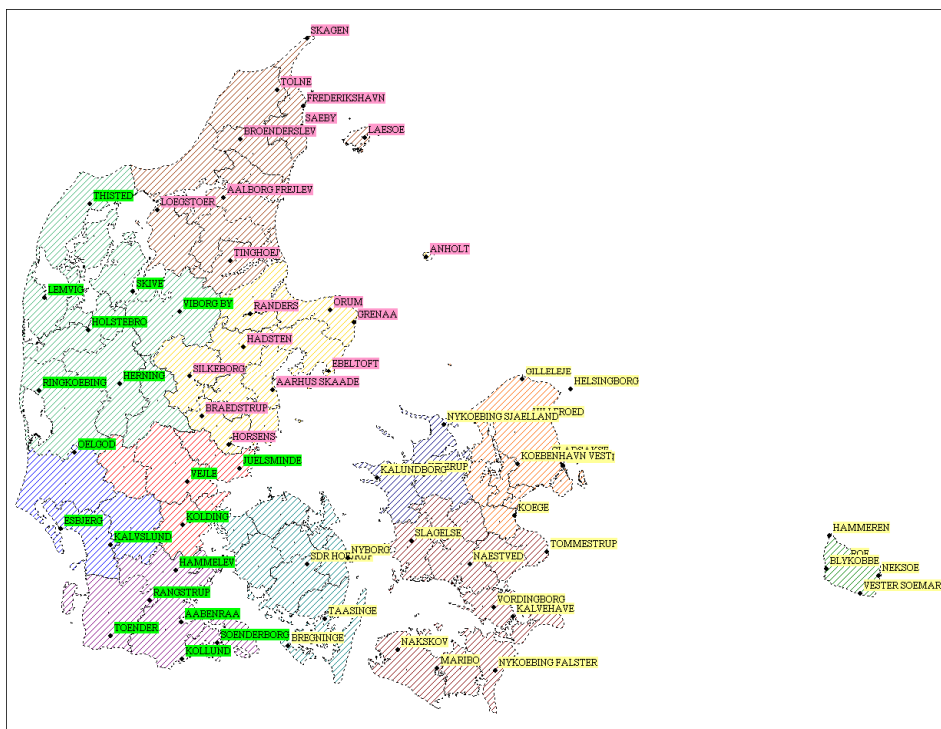 SKAGEN
TOLNE
FREDERIKSHAVN
SAEBY
BROENDERSLEV
LAESOE
THISTED
AALBORG FREJLEV
LOEGSTOER
ANHOLT
TINGHOEJ
SKIVE
LEMVIG
VIBORG BY
RANDERS
ORUM
GRENAA
HOLSTEBRO
HADSTEN
EBELTOFT
SILKEBORG
GILLELEJE
RINGKOEBING
HERNING
AARHUS SKAADE
HELSINGBORG
BRAEDSTRUP
NYKOEBING SJAELLAND
HORSENS
OELGOD
KOEBENHAVN VEST
JUELSMINDE
KALUNDBORG
VEJLE
KOEGE
ESBJERG
KOLDING
HAMMEREN
KALVSLUND
SLAGELSE
TOMMESTRUP
NYBORG
SDR
HAMMELEV
NAESTVED
BLYKOBBE
NEKSOE
RANGSTRUP
VESTER SOEMAR
VORDINGBORG
AABENRAA
TAASINGE
KALVEHAVE
TOENDER
SOENDERBORG
BREGNINGE
NAKSKOV
KOLLUND
MARIBO
NYKOEBING FALSTER